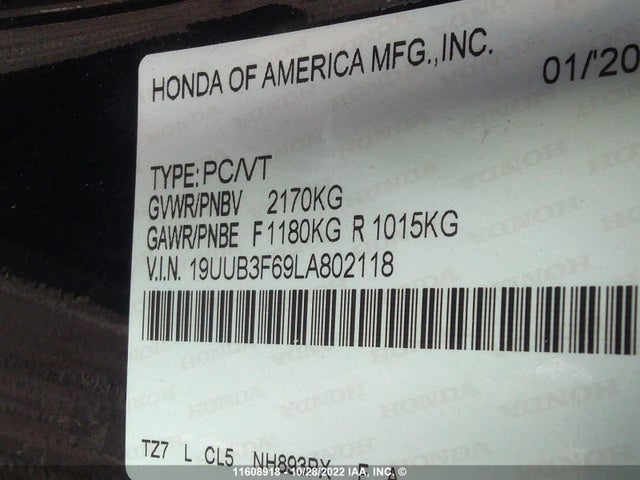 HONDA OF AMERICA MFG.,INC.
01/'20
TYPE:PC/VT
GVWR/PNBV 2170KG
GAWR/PNBE F1180KG R 1015KG
V.I.N. 19UUB3F69LA802118
TZ7 L CL5 NH893PX F A
11608918 - 10/28/2022 IAA, Inc.